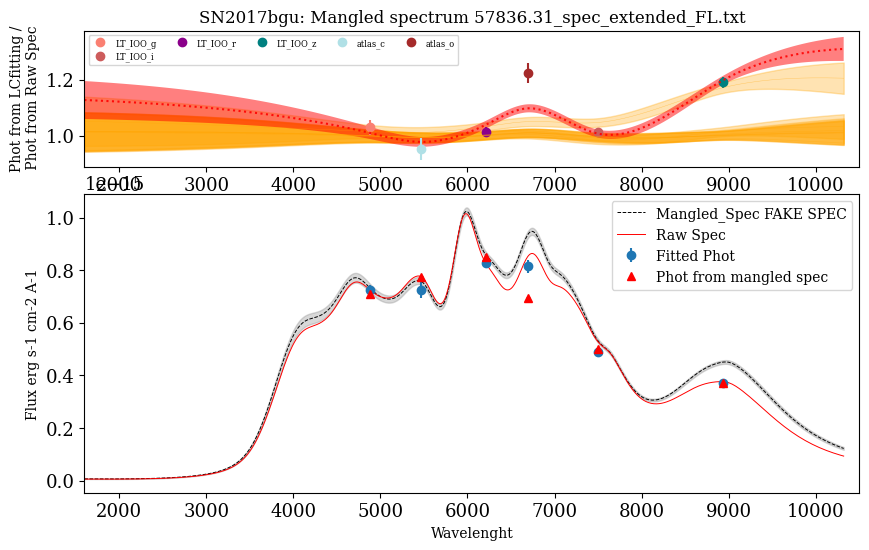 SN2017bgu: Mangled spectrum 57836.31_spec_extended_FL.txt
Phot from LCfitting /
Phot from Raw Spec
LT_IOO_g
LT_IOO_i
LT_IOO_r
LT_IOO_z
atlas_c
atlas_o
1.2
1.0
2000 3000 4000 5000 6000 7000 8000 9000 10000
1e−15
Flux erg s-1 cm-2 A-1
1.0
0.8
0.6
0.4
0.2
0.0
Mangled_Spec FAKE SPEC
Raw Spec
Fitted Phot
Phot from mangled spec
2000 3000 4000 5000 6000 7000 8000 9000 10000
Wavelenght